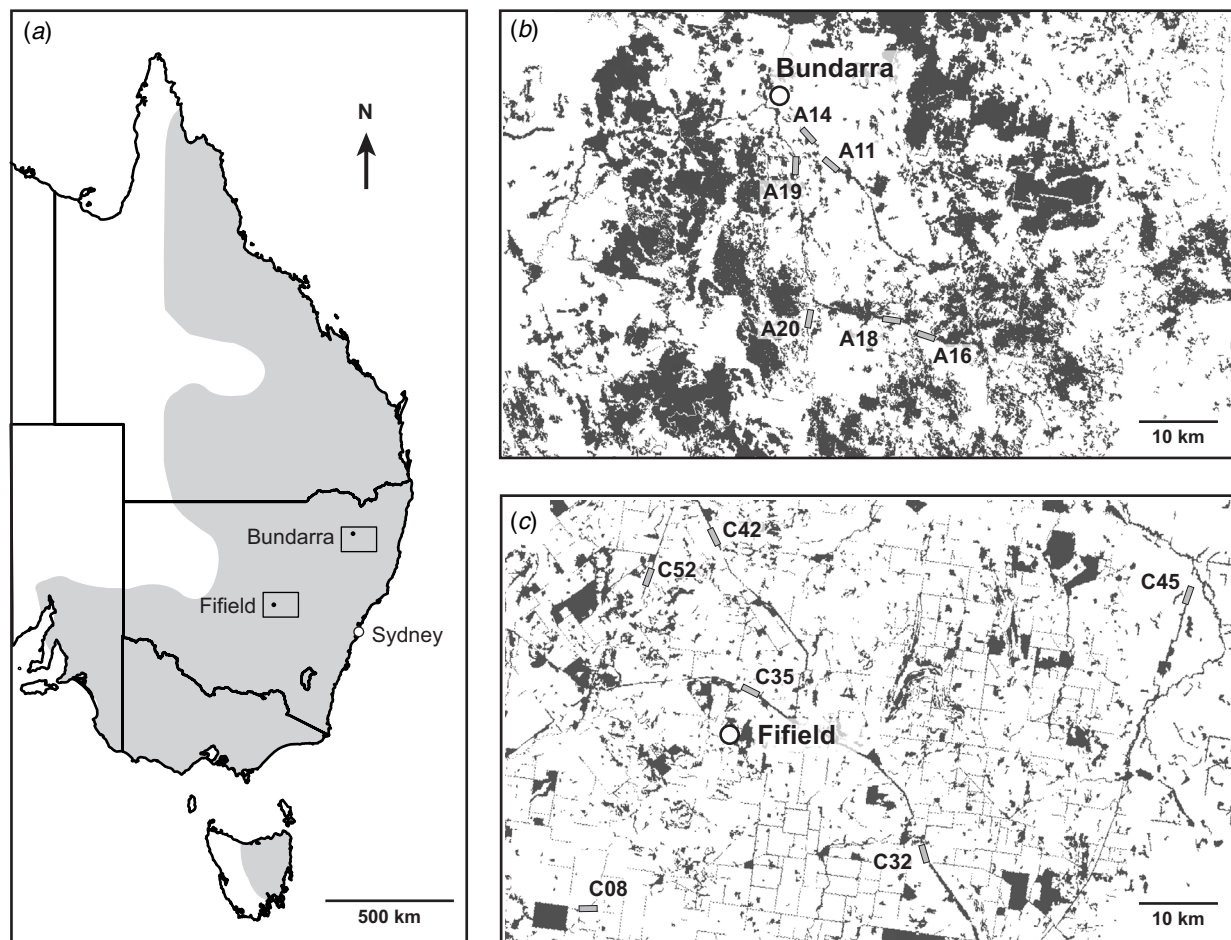 (a)
N
Bundarra
Fifield
Sydney
500 km
(b)
Bundarra
A14
A11
A19
A20
A18
A16
10 km
(c)
C42
C52
C45
C35
Fifield
C32
C08
10 km